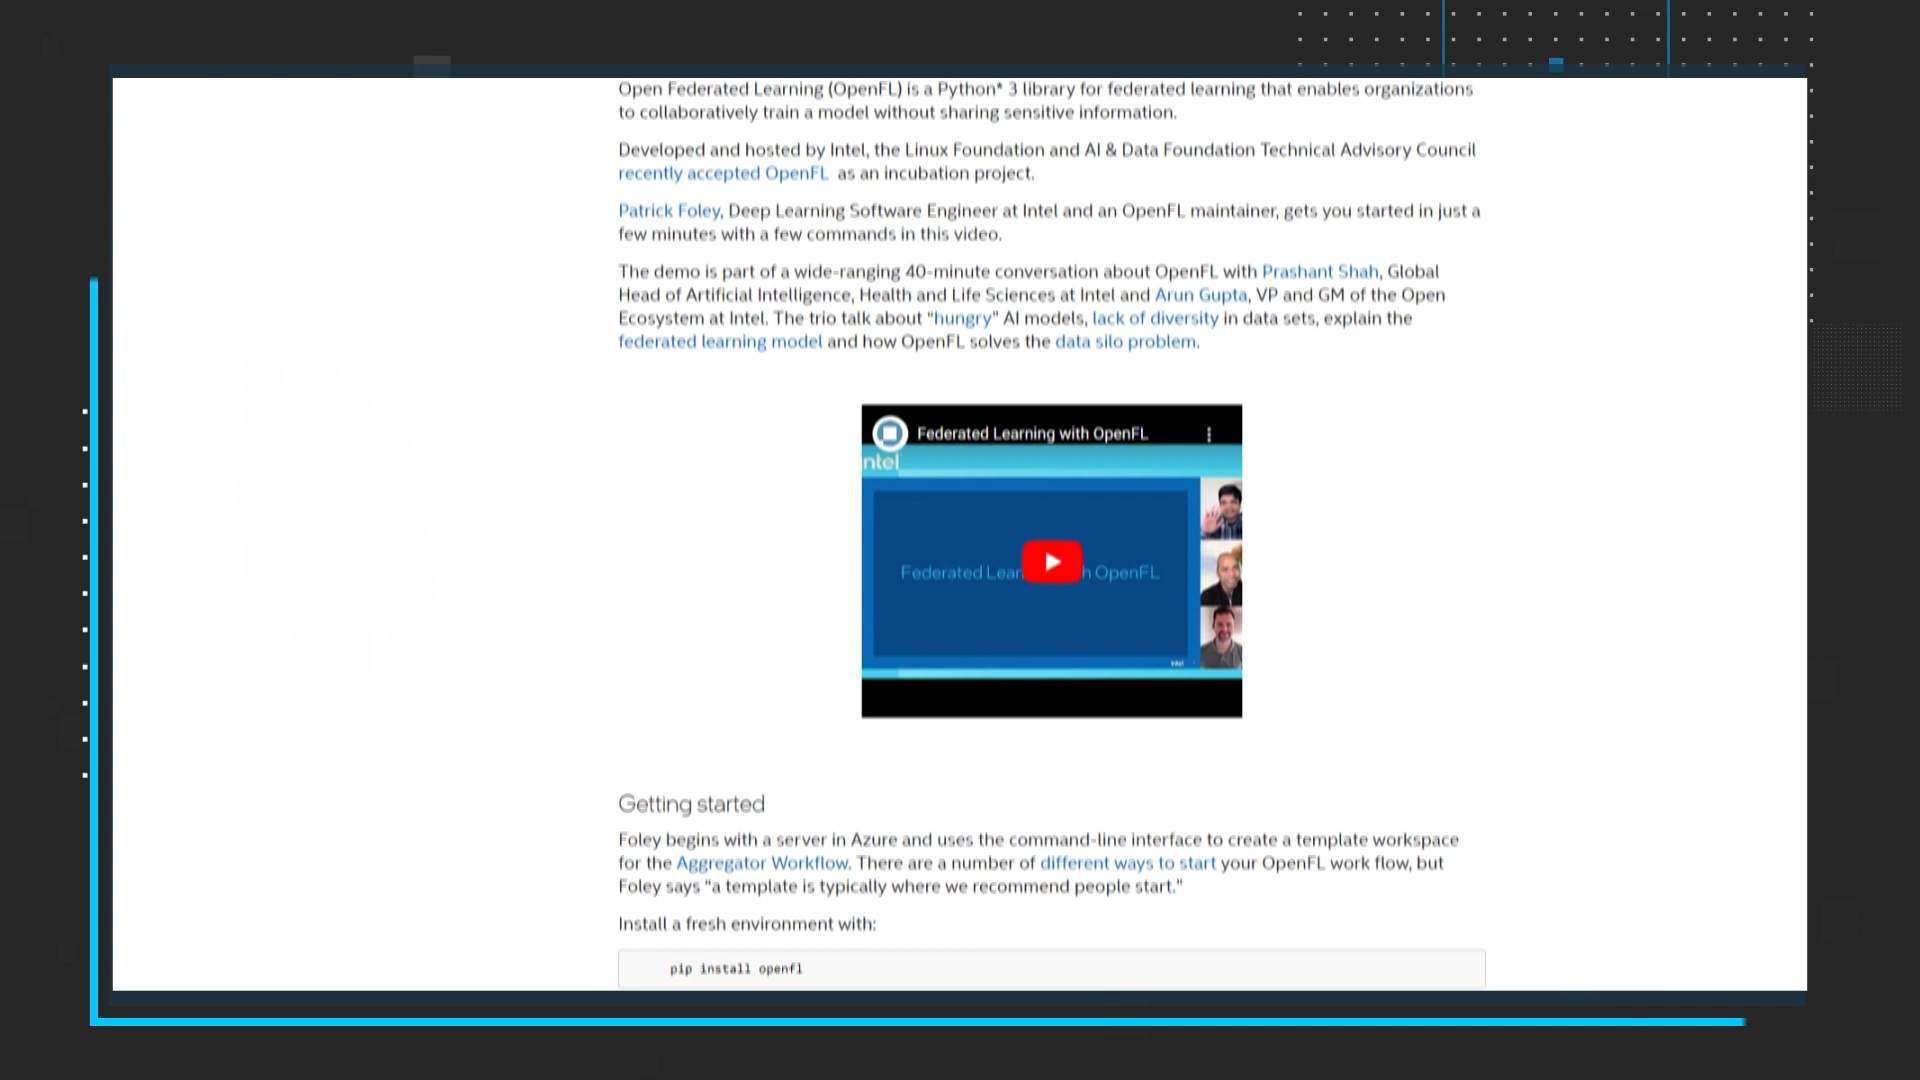 Open Federated Learning (OpenFL) is a Python* 3 library for federated learning that enables organizations
to collaboratively train a model without sharing sensitive information.
Developed and hosted by Intel, the Linux Foundation and AI & Data Foundation Technical Advisory Council
recently accepted OpenFL as an incubation project.
Patrick Foley, Deep Learning Software Engineer at Intel and an OpenFL maintainer, gets you started in just a
few minutes with a few commands in this video.
The demo is part of a wide-ranging 40-minute conversation about OpenFL with Prashant Shah, Global
Head of Artificial Intelligence, Health and Life Sciences at Intel and Arun Gupta, VP and GM of the Open
Ecosystem at Intel. The trio talk about “hungry” AI models, lack of diversity in data sets, explain the
federated learning model and how OpenFL solves the data silo problem.
Federated Learning with OpenFL
ntel
Federated Lear h OpenFL
intel
Getting started
Foley begins with a server in Azure and uses the command-line interface to create a template workspace
for the Aggregator Workflow. There are a number of different ways to start your OpenFL work flow, but
Foley says “a template is typically where we recommend people start.”
Install a fresh environment with:
pip install openfl